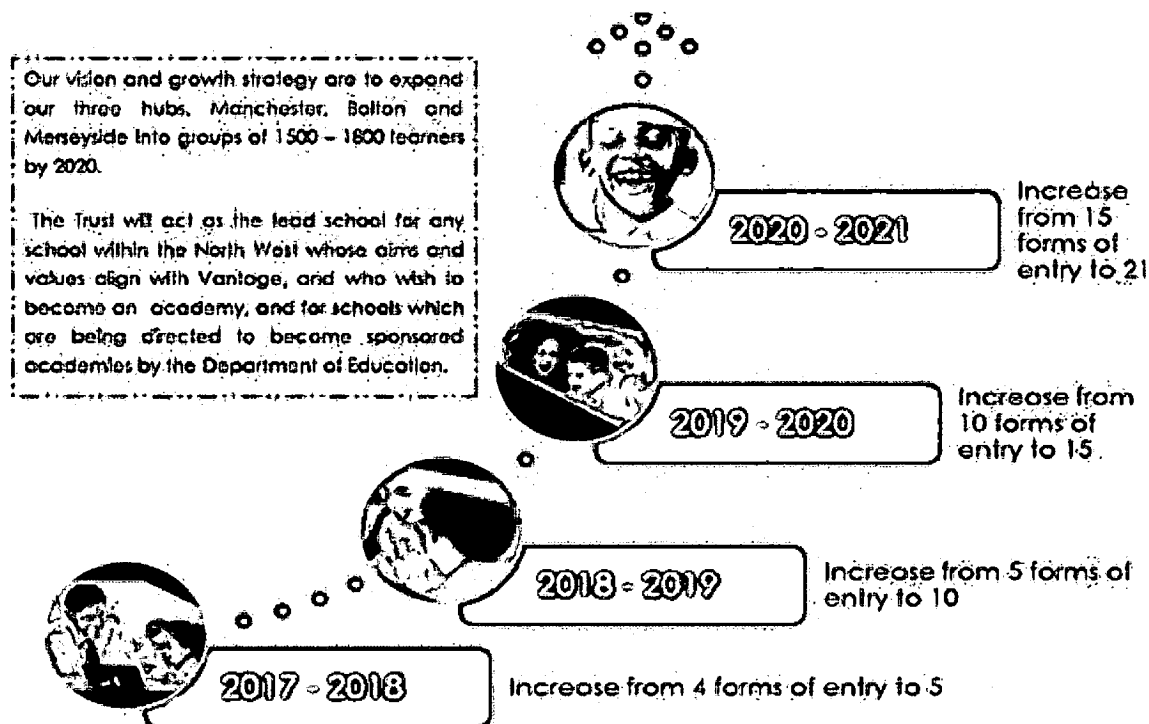 Our vision and growth strategy are to expand
our three hubs, Manchester, Bolton and
Merseyside into groups of 1500 – 1800 learners
by 2020.
The Trust will act as the lead school for any
school within the North West whose aims and
values align with Vantage, and who wish to
become an academy, and for schools which
are being directed to become sponsored
academies by the Department of Education.
2020 - 2021
Increase
from 15
forms of
entry to 21
2019 - 2020
Increase from
10 forms of
entry to 15
2018 - 2019
Increase from 5 forms of
entry to 10
2017 - 2018
Increase from 4 forms of entry to 5